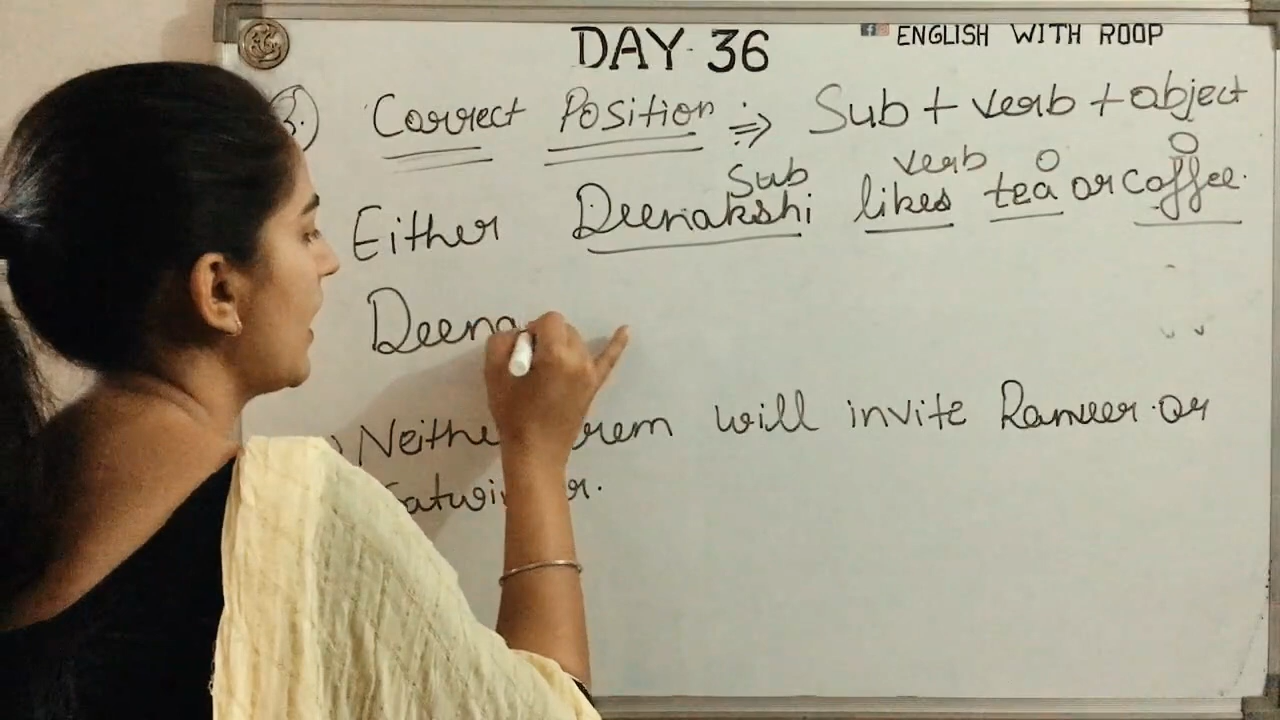 DAY 36
ENGLISH WITH ROOP
3. Correct Position :⇒ Sub + verb + object
Sub verb O O
Either Deenakshi likes tea or coffee.
Deena
will invite Ranveer or